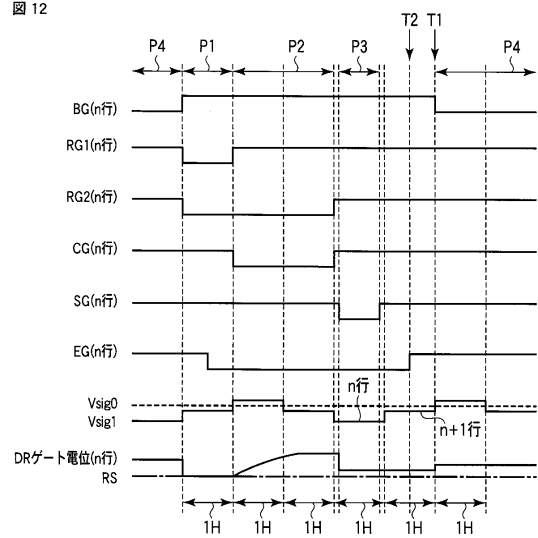 図 12
T2 T1
P4 P1 P2 P3 P4
BG(n行)
RG1(n行)
RG2(n行)
CG(n行)
SG(n行)
EG(n行)
n行
Vsig0
Vsig1
n+1行
DRゲート電位(n行)
RS
1H 1H 1H 1H 1H 1H